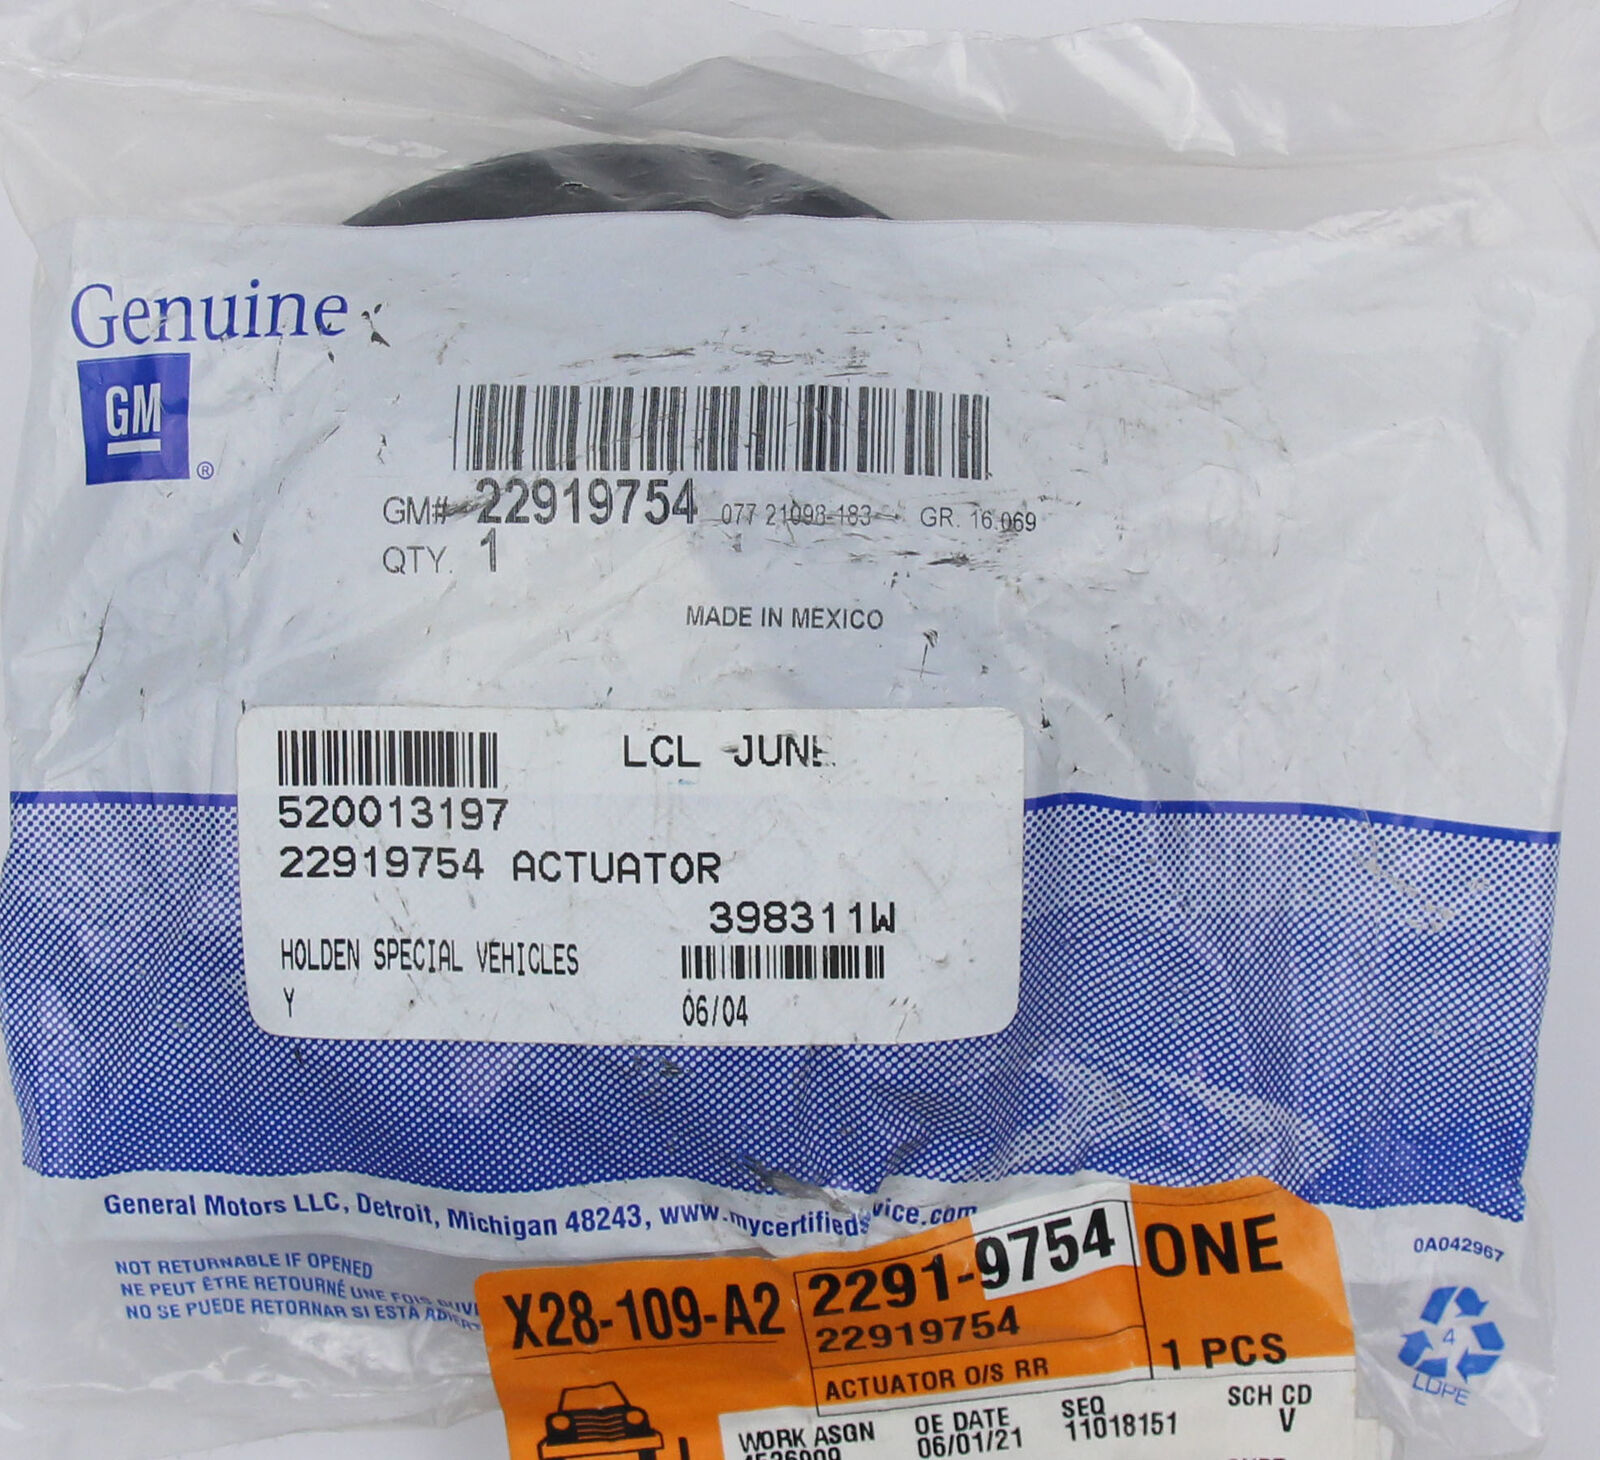 Genuine
GM
®
GM# 22919754 077 21098-183 GR. 16.069
QTY. 1
MADE IN MEXICO
LCL JUNE
520013197
22919754 ACTUATOR
398311W
HOLDEN SPECIAL VEHICLES
Y 06/04
General Motors LLC, Detroit, Michigan 48243, www.mycertifieds vice.com
NOT RETURNABLE IF OPENED
NE PEUT ÊTRE RETOURNÉ UNE FOIS OUVE
NO SE PUEDE RETORNAR SI ESTÁ
0A042967
4
LDPE
X28-109-A2
2291-9754
ONE
22919754
1 PCS
ACTUATOR O/S RR
WORK ASGN
OE DATE
06/01/21
SEQ
11018151
SCH CD
V